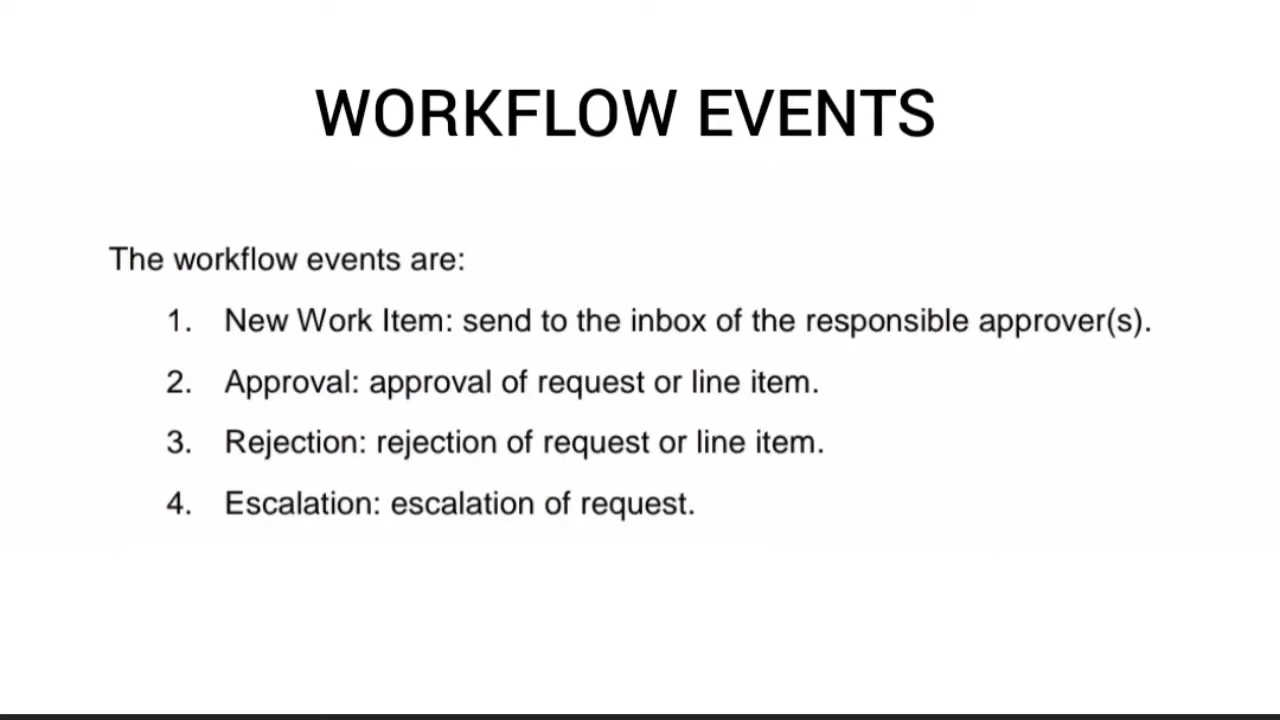 WORKFLOW EVENTS
The workflow events are:
1. New Work Item: send to the inbox of the responsible approver(s).
2. Approval: approval of request or line item.
3. Rejection: rejection of request or line item.
4. Escalation: escalation of request.